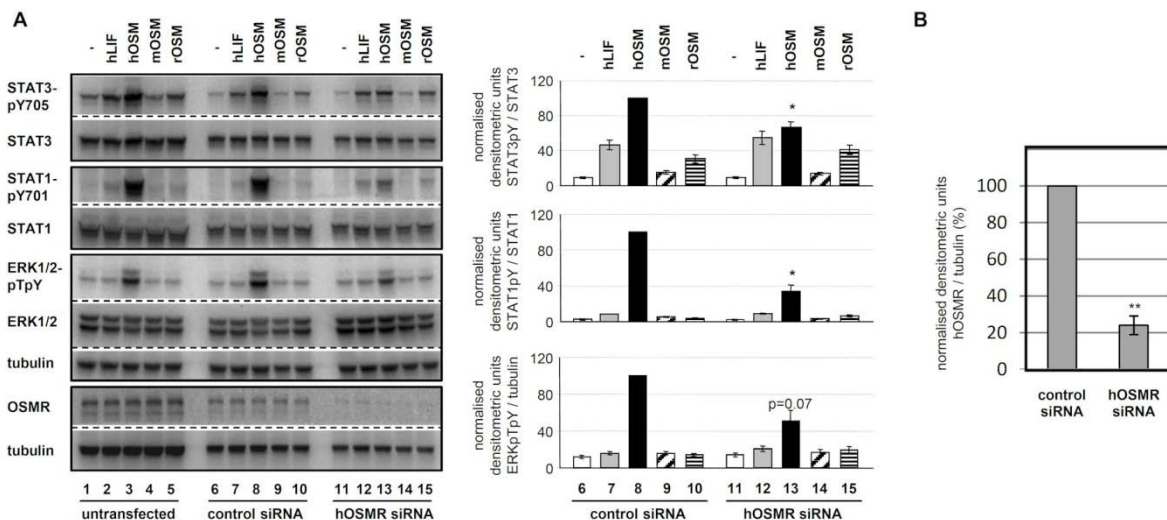 A
- hLIF hOSM mOSM rOSM - hLIF hOSM mOSM rOSM - hLIF hOSM mOSM rOSM
STAT3-
pY705
STAT3
STAT1-
pY701
STAT1
ERK1/2-
pTpY
ERK1/2
tubulin
OSMR
tubulin
1 2 3 4 5 6 7 8 9 10 11 12 13 14 15
untransfected control siRNA hOSMR siRNA
- hLIF hOSM mOSM rOSM - hLIF hOSM mOSM rOSM
normalised
densitometric units
STAT3pY / STAT3
120
80
40
0
*
normalised
densitometric units
STAT1pY / STAT1
120
80
40
0
*
normalised
densitometric units
ERKpTpY / tubulin
120
80
40
0
p=0.07
6 7 8 9 10 11 12 13 14 15
control siRNA hOSMR siRNA
B
normalised densitometric units
hOSMR / tubulin (%)
100
80
60
40
20
0
**
control
siRNA
hOSMR
siRNA